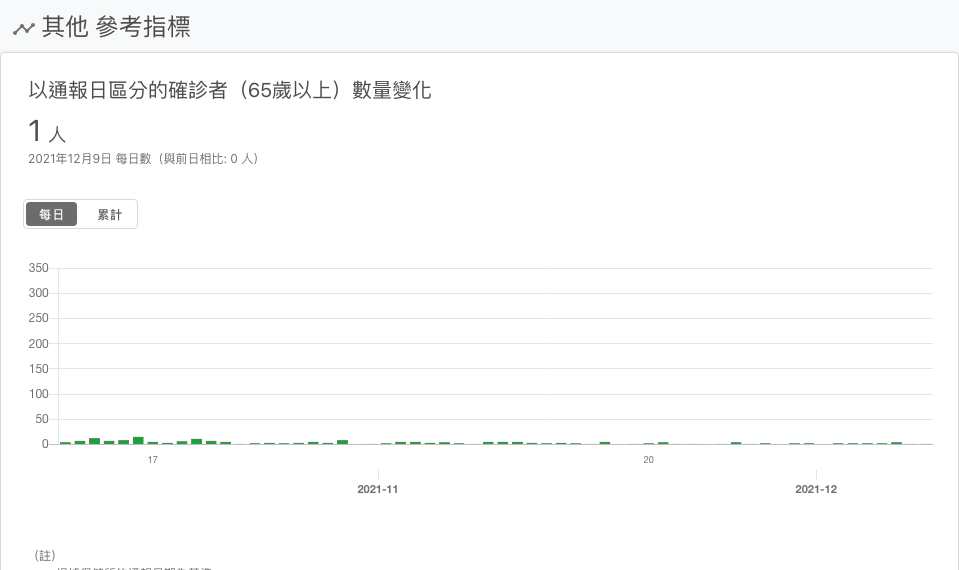 其他 參考指標
以通報日區分的確診者（65歲以上）數量變化
1 人
2021年12月9日 每日數（與前日相比: 0 人）
每日 累計
350
300
250
200
150
100
50
0
17 20
2021-11 2021-12
（註）